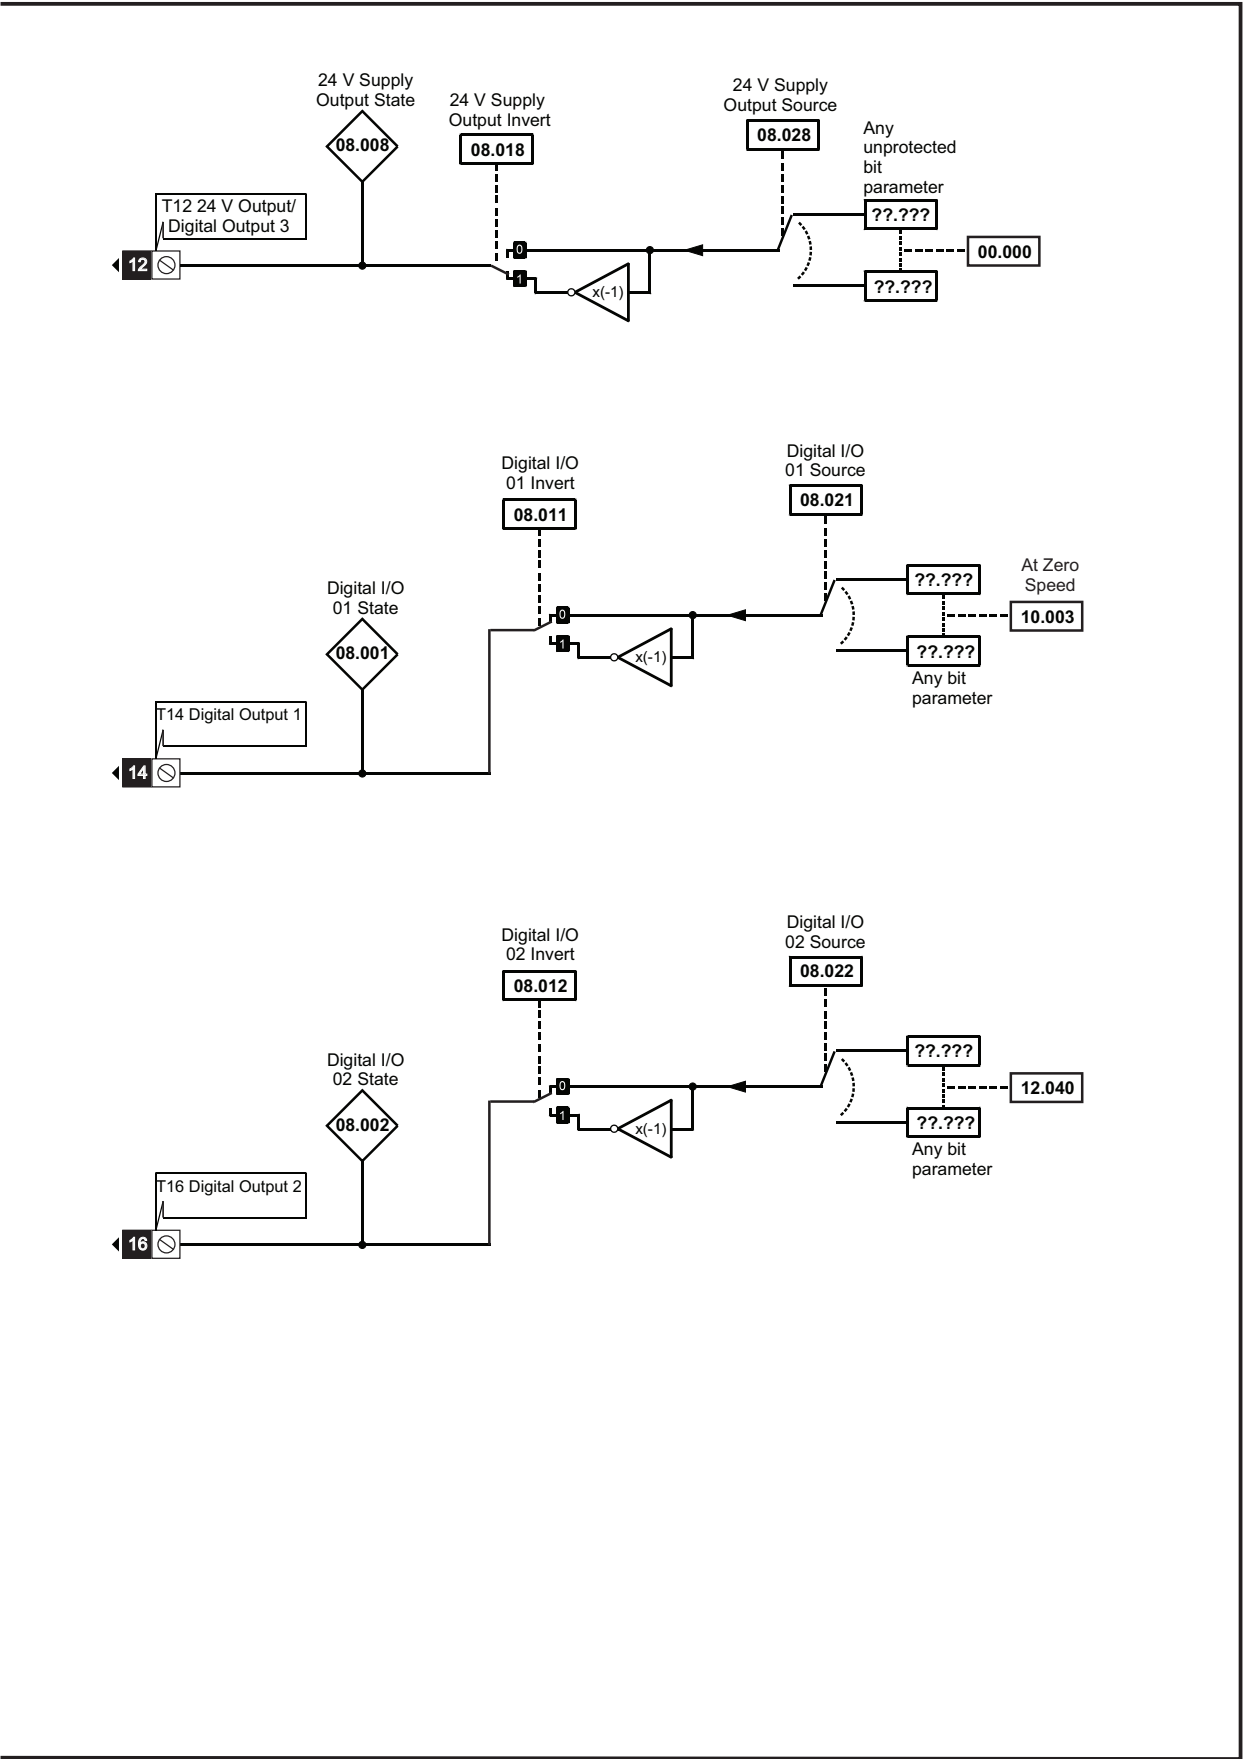 24 V Supply
Output State
08.008
24 V Supply
Output Invert
08.018
24 V Supply
Output Source
08.028
Any
unprotected
bit
parameter
??.???
00.000
??.???
T12 24 V Output/
Digital Output 3
12
0
1
x(-1)
Digital I/O
01 Invert
08.011
Digital I/O
01 Source
08.021
??.???
At Zero
Speed
10.003
??.???
Any bit
parameter
Digital I/O
01 State
08.001
0
1
x(-1)
T14 Digital Output 1
14
Digital I/O
02 Invert
08.012
Digital I/O
02 Source
08.022
??.???
12.040
??.???
Any bit
parameter
Digital I/O
02 State
08.002
0
1
x(-1)
T16 Digital Output 2
16